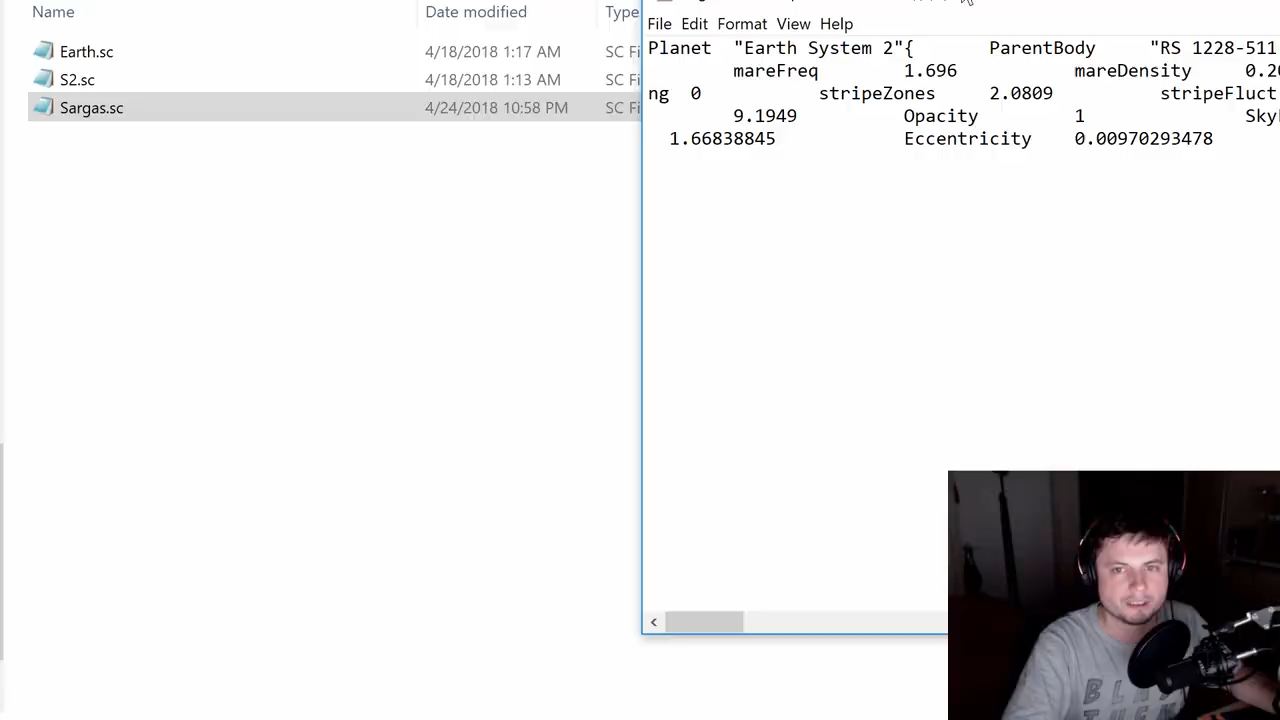 Name Date modified Type
Earth.sc 4/18/2018 1:17 AM SC Fi
S2.sc 4/18/2018 1:13 AM SC Fi
Sargas.sc 4/24/2018 10:58 PM SC Fi
File Edit Format View Help
Planet "Earth System 2"{ ParentBody "RS 1228-511
mareFreq 1.696 mareDensity 0.20
ng 0 stripeZones 2.0809 stripeFluct
9.1949 Opacity 1 Sky
1.66838845 Eccentricity 0.00970293478